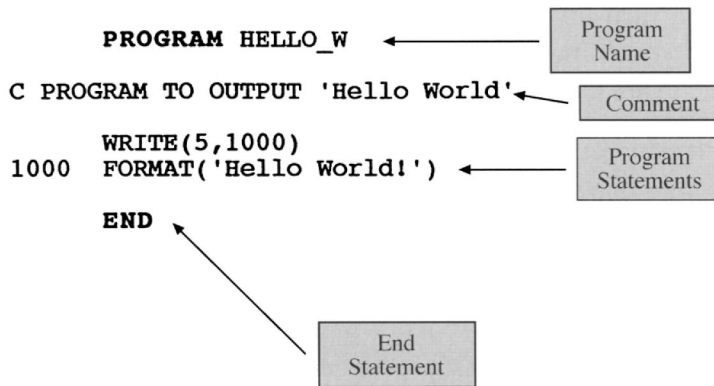 PROGRAM HELLO_W
Program
Name
C PROGRAM TO OUTPUT 'Hello World'
Comment
WRITE(5,1000)
1000 FORMAT('Hello World!')
Program
Statements
END
End
Statement